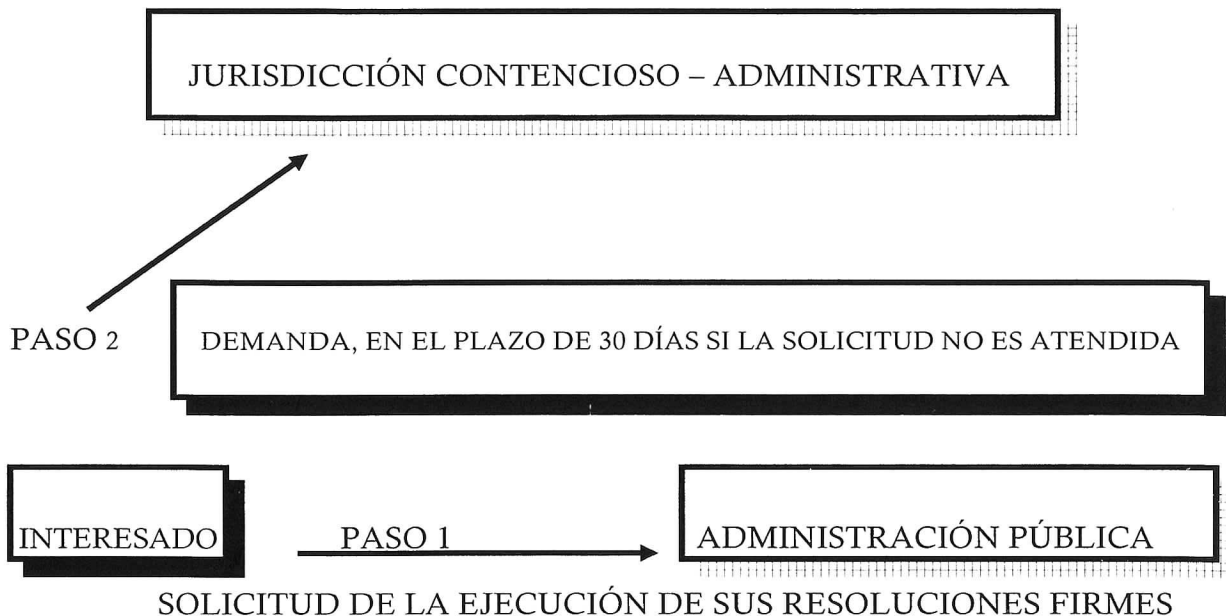 JURISDICCIÓN CONTENCIOSO – ADMINISTRATIVA
PASO 2
DEMANDA, EN EL PLAZO DE 30 DÍAS SI LA SOLICITUD NO ES ATENDIDA
INTERESADO
PASO 1
ADMINISTRACIÓN PÚBLICA
SOLICITUD DE LA EJECUCIÓN DE SUS RESOLUCIONES FIRMES